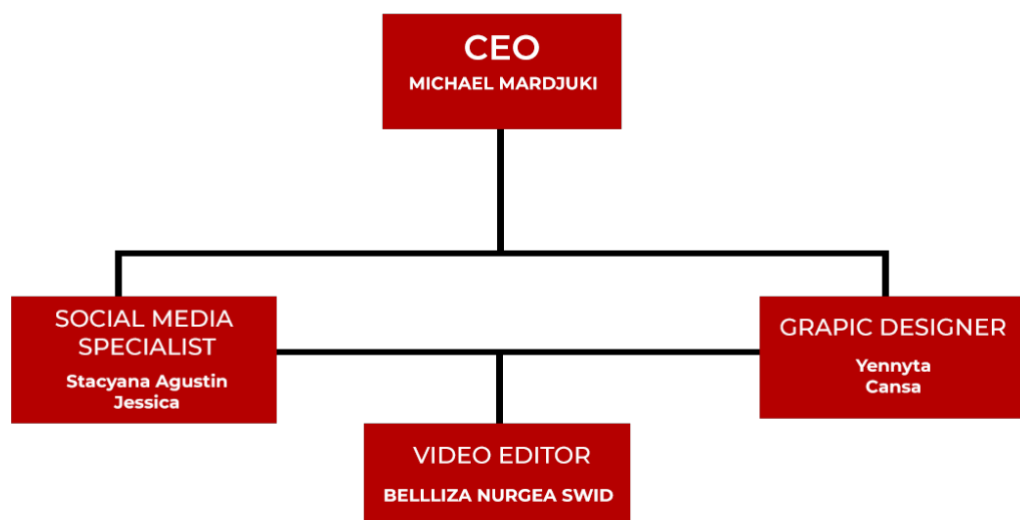 CEO
MICHAEL MARDJUKI
SOCIAL MEDIA
SPECIALIST
Stacyana Agustin
Jessica
GRAPIC DESIGNER
Yennyta
Cansa
VIDEO EDITOR
BELLLIZA NURGEA SWID